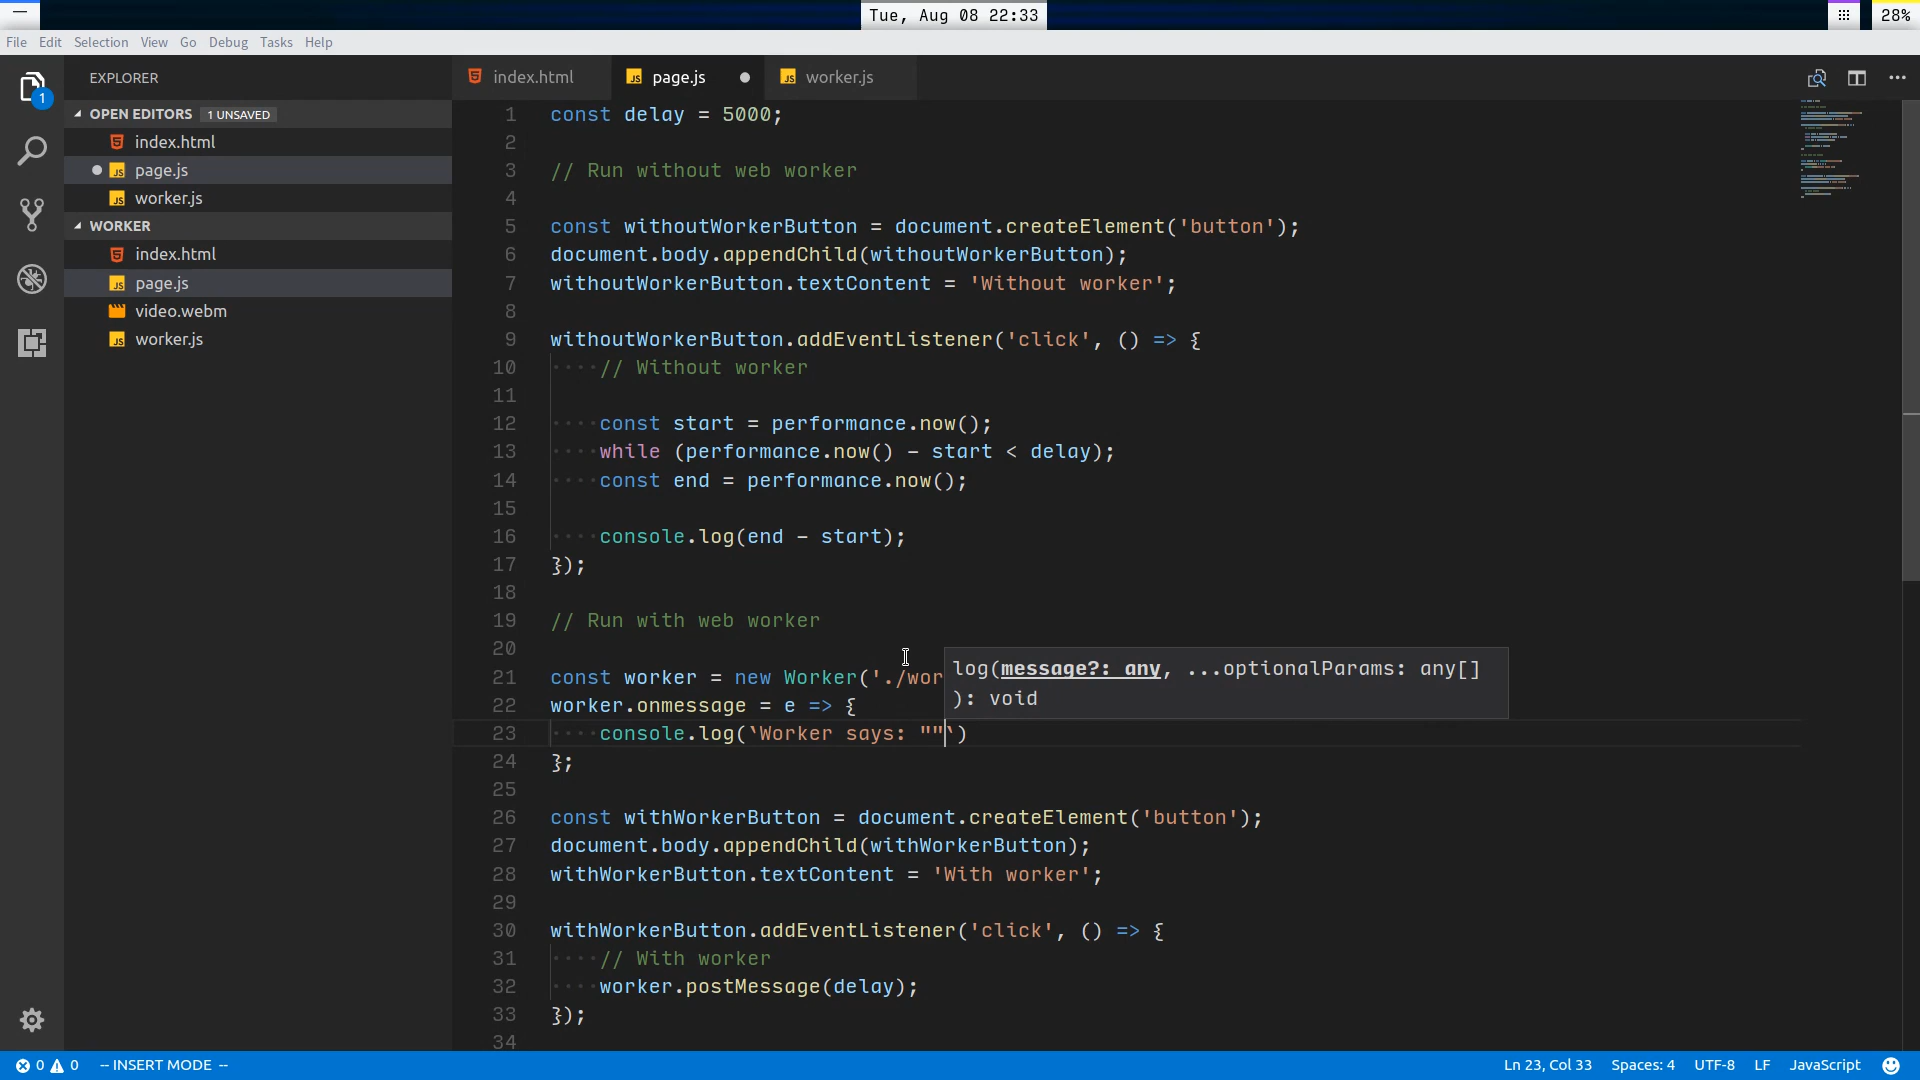 Tue, Aug 08 22:33
28%
File Edit Selection View Go Debug Tasks Help
EXPLORER
OPEN EDITORS 1 UNSAVED
index.html
page.js
worker.js
WORKER
index.html
page.js
video.webm
worker.js
1
index.html page.js worker.js
1 const delay = 5000;
2
3 // Run without web worker
4
5 const withoutWorkerButton = document.createElement('button');
6 document.body.appendChild(withoutWorkerButton);
7 withoutWorkerButton.textContent = 'Without worker';
8
9 withoutWorkerButton.addEventListener('click', () => {
10 // Without worker
11
12 const start = performance.now();
13 while (performance.now() - start < delay);
14 const end = performance.now();
15
16 console.log(end - start);
17 });
18
19 // Run with web worker
20
21 const worker = new Worker('./wor
log(message?: any, ...optionalParams: any[]
): void
22 worker.onmessage = e => {
23 console.log(`Worker says: ""`)
24 };
25
26 const withWorkerButton = document.createElement('button');
27 document.body.appendChild(withWorkerButton);
28 withWorkerButton.textContent = 'With worker';
29
30 withWorkerButton.addEventListener('click', () => {
31 // With worker
32 worker.postMessage(delay);
33 });
34
0 0 -- INSERT MODE -- Ln 23, Col 33 Spaces: 4 UTF-8 LF JavaScript